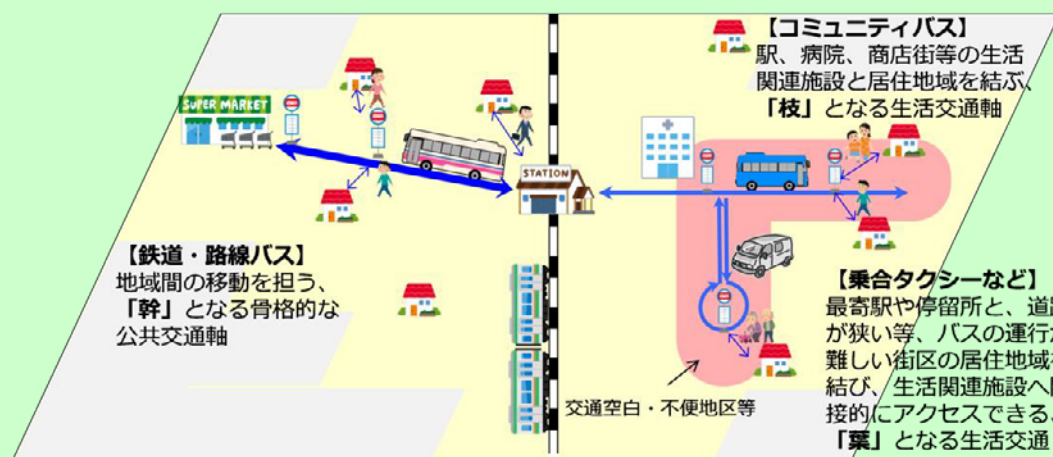 【コミュニティバス】
駅、病院、商店街等の生活
関連施設と居住地域を結ぶ、
「枝」となる生活交通軸
SUPER MARKET
STATION
【鉄道・路線バス】
地域間の移動を担う、
「幹」となる骨格的な
公共交通軸
【乗合タクシーなど】
最寄駅や停留所と、道
が狭い等、バスの運行
難しい街区の居住地域
結び、生活関連施設へ
接的にアクセスできる、
「葉」となる生活交通
交通空白・不便地区等